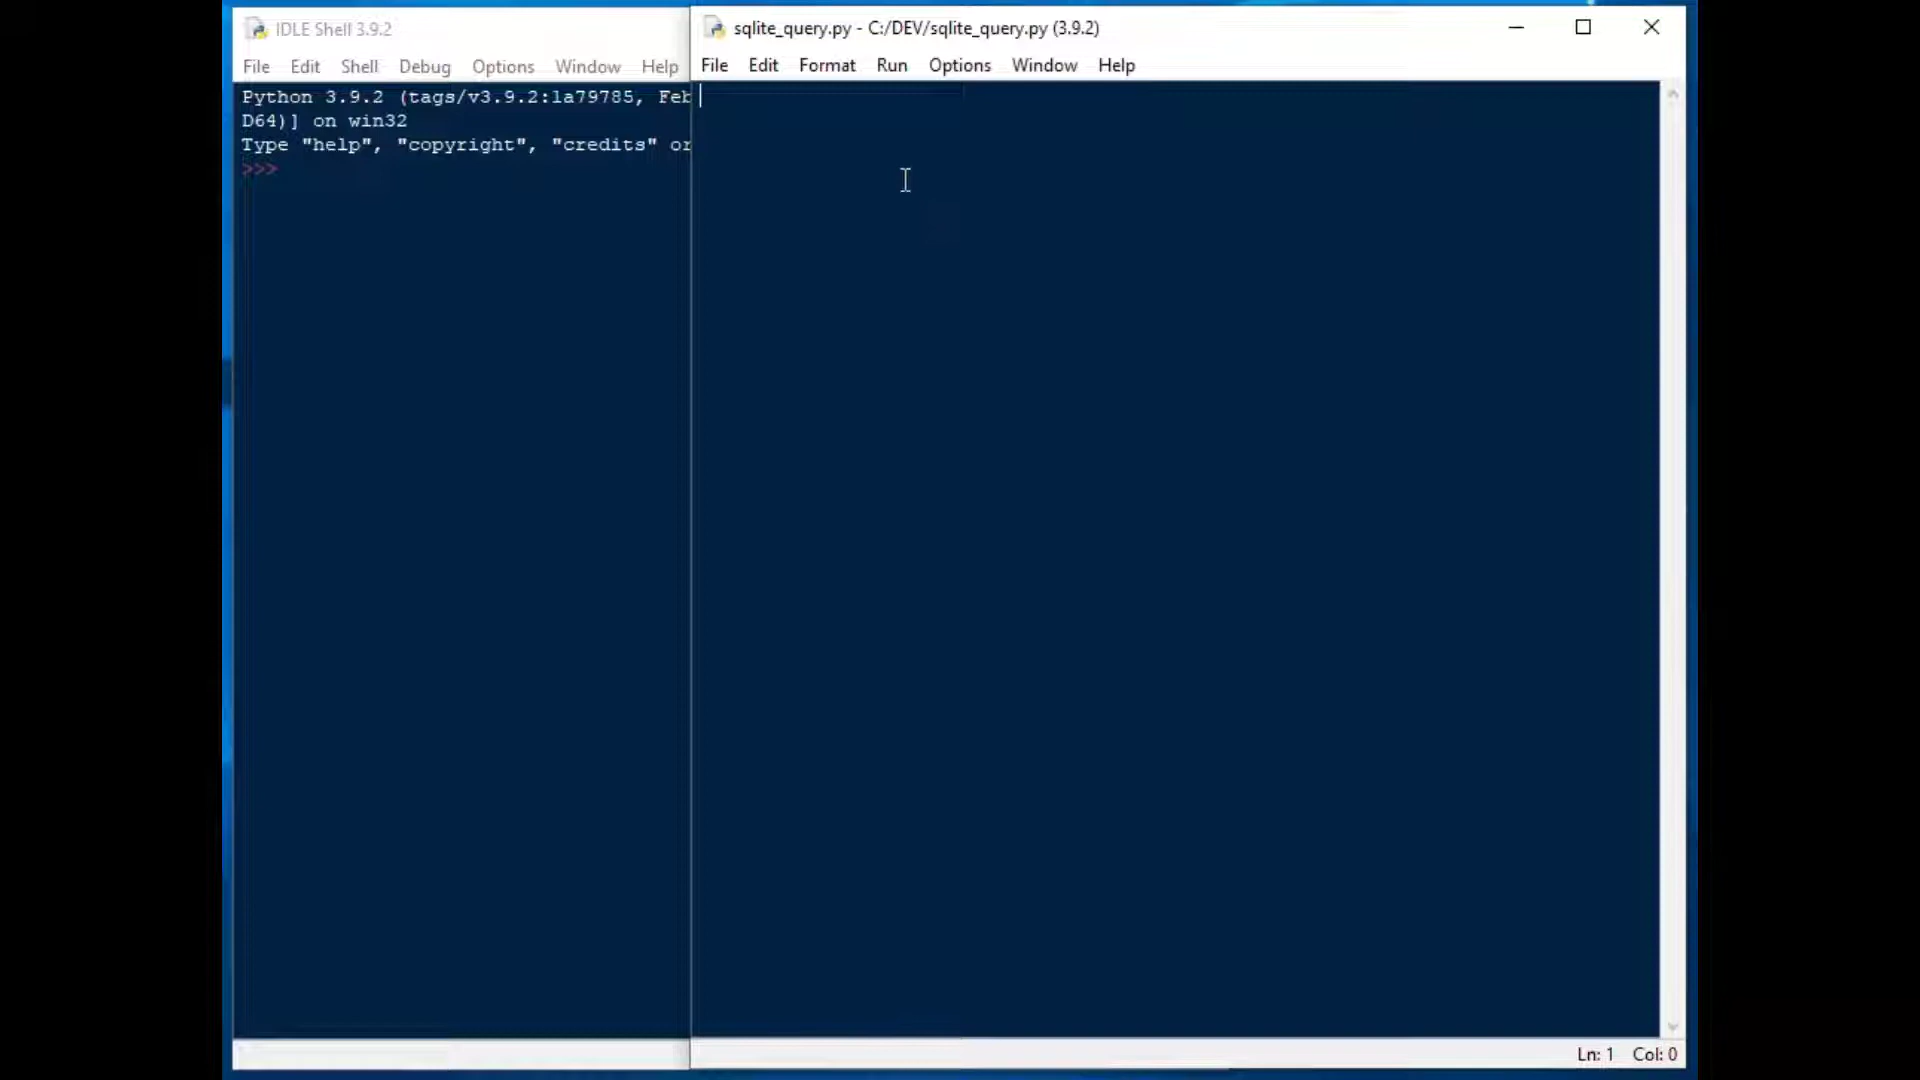 IDLE Shell 3.9.2
File Edit Shell Debug Options Window Help
Python 3.9.2 (tags/v3.9.2:1a79785, Feb
D64)] on win32
Type "help", "copyright", "credits" or
>>>
sqlite_query.py - C:/DEV/sqlite_query.py (3.9.2)
File Edit Format Run Options Window Help
Ln: 1 Col: 0